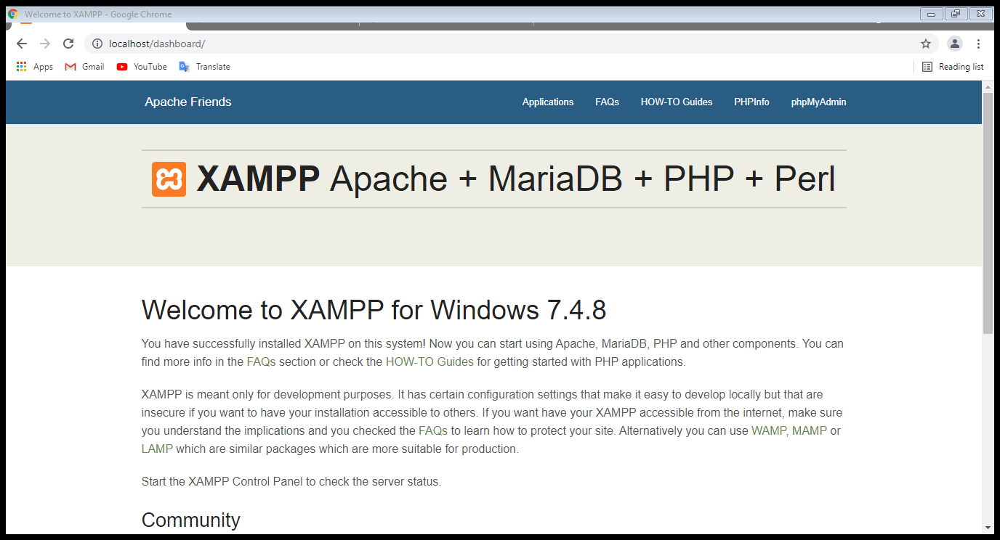 Welcome to XAMPP - Google Chrome
localhost/dashboard/
Apps Gmail YouTube Translate Reading list
Apache Friends Applications FAQs HOW-TO Guides PHPInfo phpMyAdmin
XAMPP Apache + MariaDB + PHP + Perl
Welcome to XAMPP for Windows 7.4.8
You have successfully installed XAMPP on this system! Now you can start using Apache, MariaDB, PHP and other components. You can
find more info in the FAQs section or check the HOW-TO Guides for getting started with PHP applications.
XAMPP is meant only for development purposes. It has certain configuration settings that make it easy to develop locally but that are
insecure if you want to have your installation accessible to others. If you want have your XAMPP accessible from the internet, make sure
you understand the implications and you checked the FAQs to learn how to protect your site. Alternatively you can use WAMP, MAMP or
LAMP which are similar packages which are more suitable for production.
Start the XAMPP Control Panel to check the server status.
Community